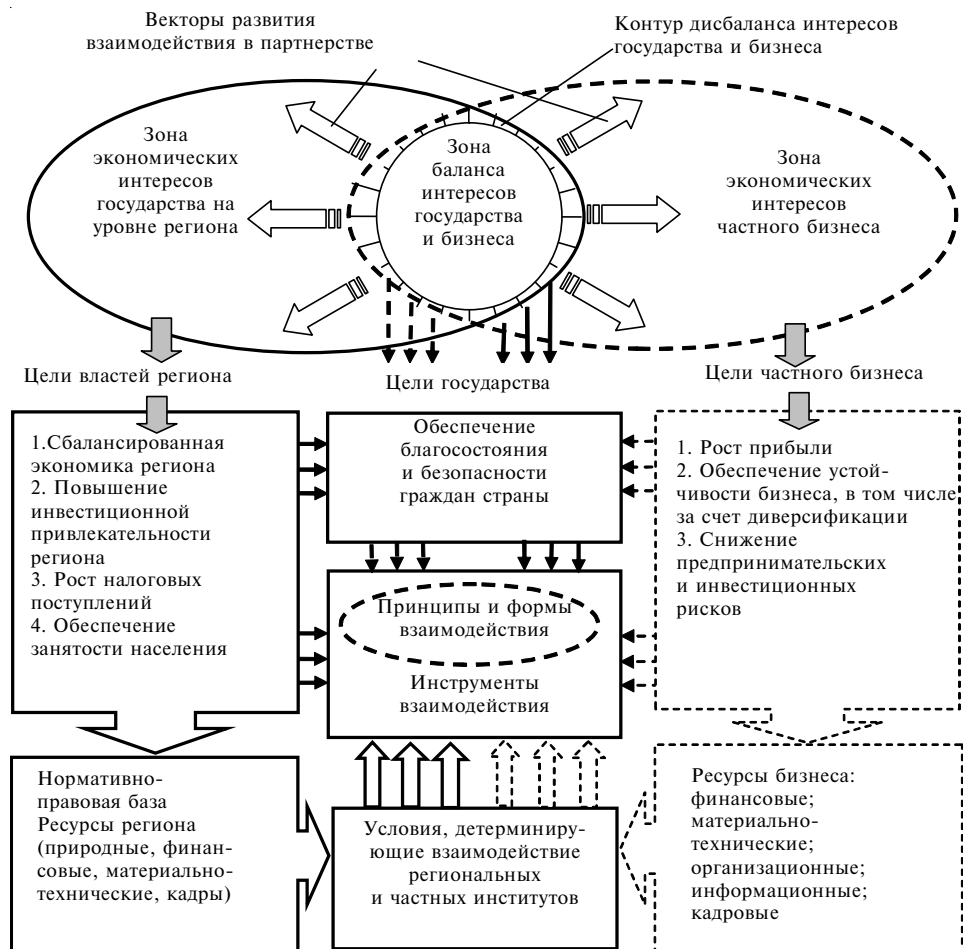 Векторы развития
взаимодействия в партнерстве
Контур дисбаланса интересов
государства и бизнеса
Зона
экономических
интересов
государства на
уровне региона
Зона
баланса
интересов
государства
и бизнеса
Зона
экономических
интересов
частного бизнеса
Цели властей региона
Цели государства
Цели частного бизнеса
1.Сбалансированная
экономика региона
2. Повышение
инвестиционной
привлекательности
региона
3. Рост налоговых
поступлений
4. Обеспечение
занятости населения
Обеспечение
благосостояния
и безопасности
граждан страны
1. Рост прибыли
2. Обеспечение устой-
чивости бизнеса, в том числе
за счет диверсификации
3. Снижение
предпринимательских
и инвестиционных
рисков
Принципы и формы
взаимодействия
Инструменты
взаимодействия
Нормативно-
правовая база
Ресурсы региона
(природные, финан-
совые, материально-
технические, кадры)
Условия, детерминирую-
ющие взаимодействие
региональных
и частных институтов
Ресурсы бизнеса:
финансовые;
материально-
технические;
организационные;
информационные;
кадровые